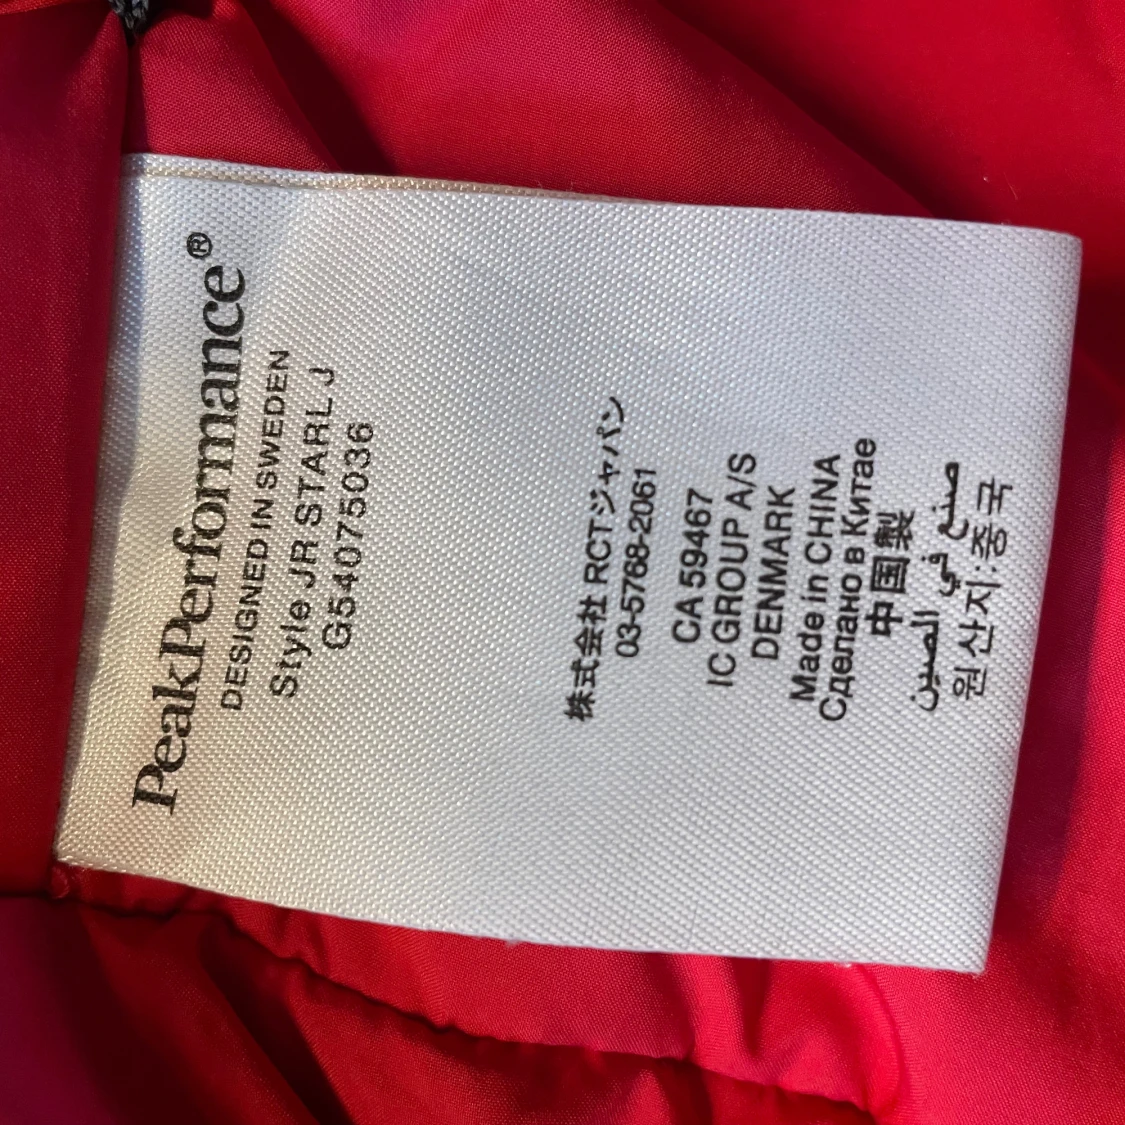 PeakPerformance®
DESIGNED IN SWEDEN
Style JR STARL J
G54075036
株式会社 RCTジャパン
03-5768-2061
CA 59467
IC GROUP A/S
DENMARK
Made in CHINA
Сделано в Китае
中国製
صنع في الصين
원산지:중국